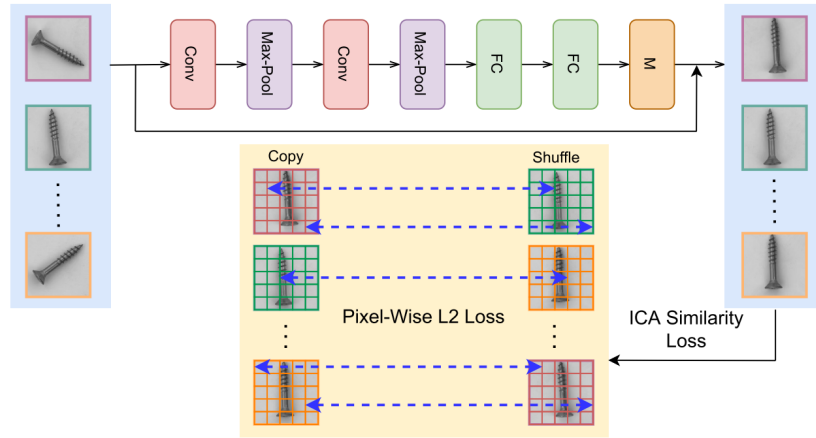 Conv
Max-Pool
Conv
Max-Pool
FC
FC
M
Copy
Shuffle
Pixel-Wise L2 Loss
ICA Similarity
Loss